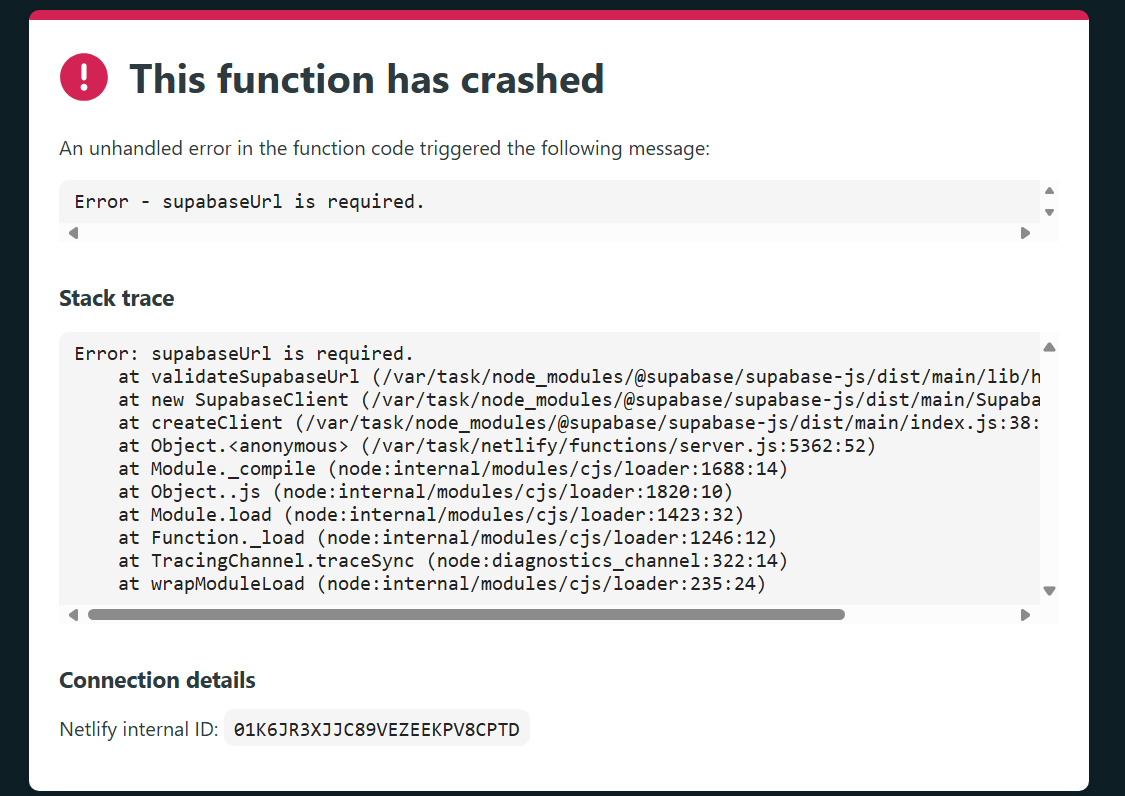 This function has crashed
An unhandled error in the function code triggered the following message:
Error - supabaseUrl is required.
Stack trace
Error: supabaseUrl is required.
    at validateSupabaseUrl (/var/task/node_modules/@supabase/supabase-js/dist/main/lib/h
    at new SupabaseClient (/var/task/node_modules/@supabase/supabase-js/dist/main/Supaba
    at createClient (/var/task/node_modules/@supabase/supabase-js/dist/main/index.js:38:
    at Object.<anonymous> (/var/task/netlify/functions/server.js:5362:52)
    at Module._compile (node:internal/modules/cjs/loader:1688:14)
    at Object..js (node:internal/modules/cjs/loader:1820:10)
    at Module.load (node:internal/modules/cjs/loader:1423:32)
    at Function._load (node:internal/modules/cjs/loader:1246:12)
    at TracingChannel.traceSync (node:diagnostics_channel:322:14)
    at wrapModuleLoad (node:internal/modules/cjs/loader:235:24)
Connection details
Netlify internal ID: 01K6JR3XJJC89VEZEEKPV8CPTD